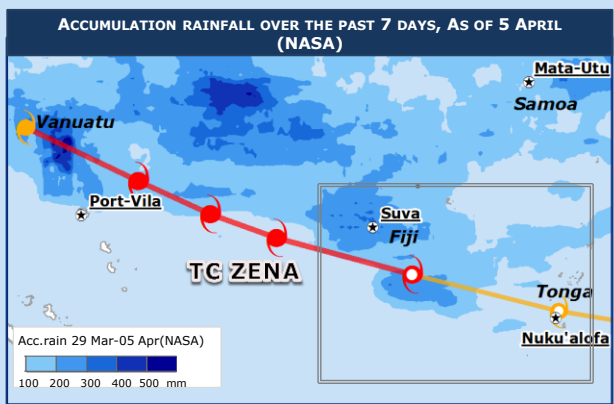 ACCUMULATION RAINFALL OVER THE PAST 7 DAYS, AS OF 5 APRIL
(NASA)
Mata-Utu
Samoa
Vanuatu
Port-Vila
Suva
Fiji
TC ZENA
Tonga
Nuku'alofa
Acc.rain 29 Mar-05 Apr(NASA)
100 200 300 400 500 mm